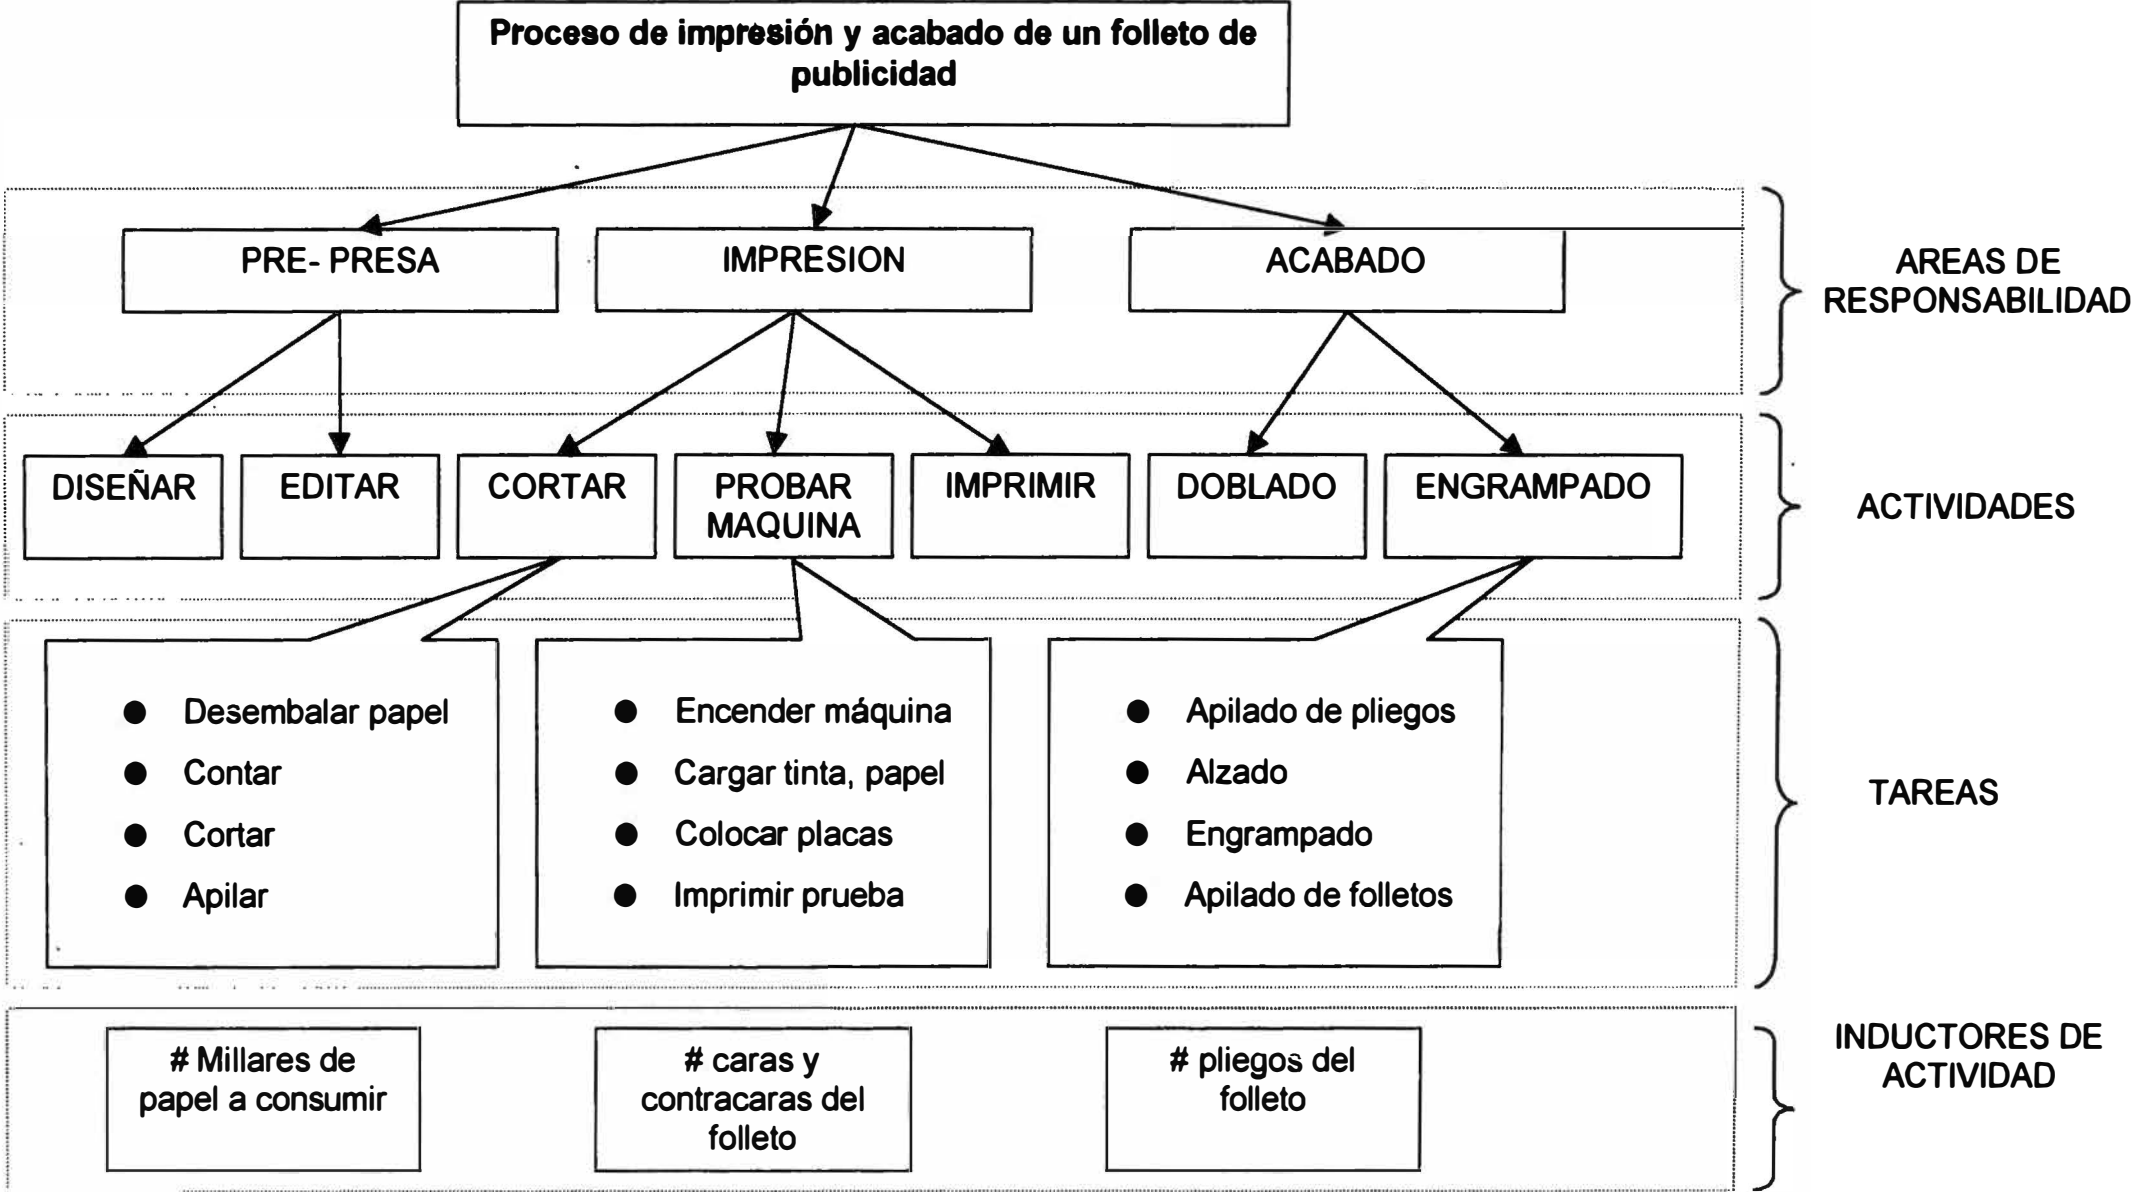 Proceso de impresión y acabado de un folleto de
publicidad
PRE- PRESA
IMPRESION
ACABADO
AREAS DE
RESPONSABILIDAD
DISEÑAR
EDITAR
CORTAR
PROBAR
MAQUINA
IMPRIMIR
DOBLADO
ENGRAMPADO
ACTIVIDADES
● Desembalar papel
● Contar
● Cortar
● Apilar
● Encender máquina
● Cargar tinta, papel
● Colocar placas
● Imprimir prueba
● Apilado de pliegos
● Alzado
● Engrampado
● Apilado de folletos
TAREAS
# Millares de
papel a consumir
# caras y
contracaras del
folleto
# pliegos del
folleto
INDUCTORES DE
ACTIVIDAD